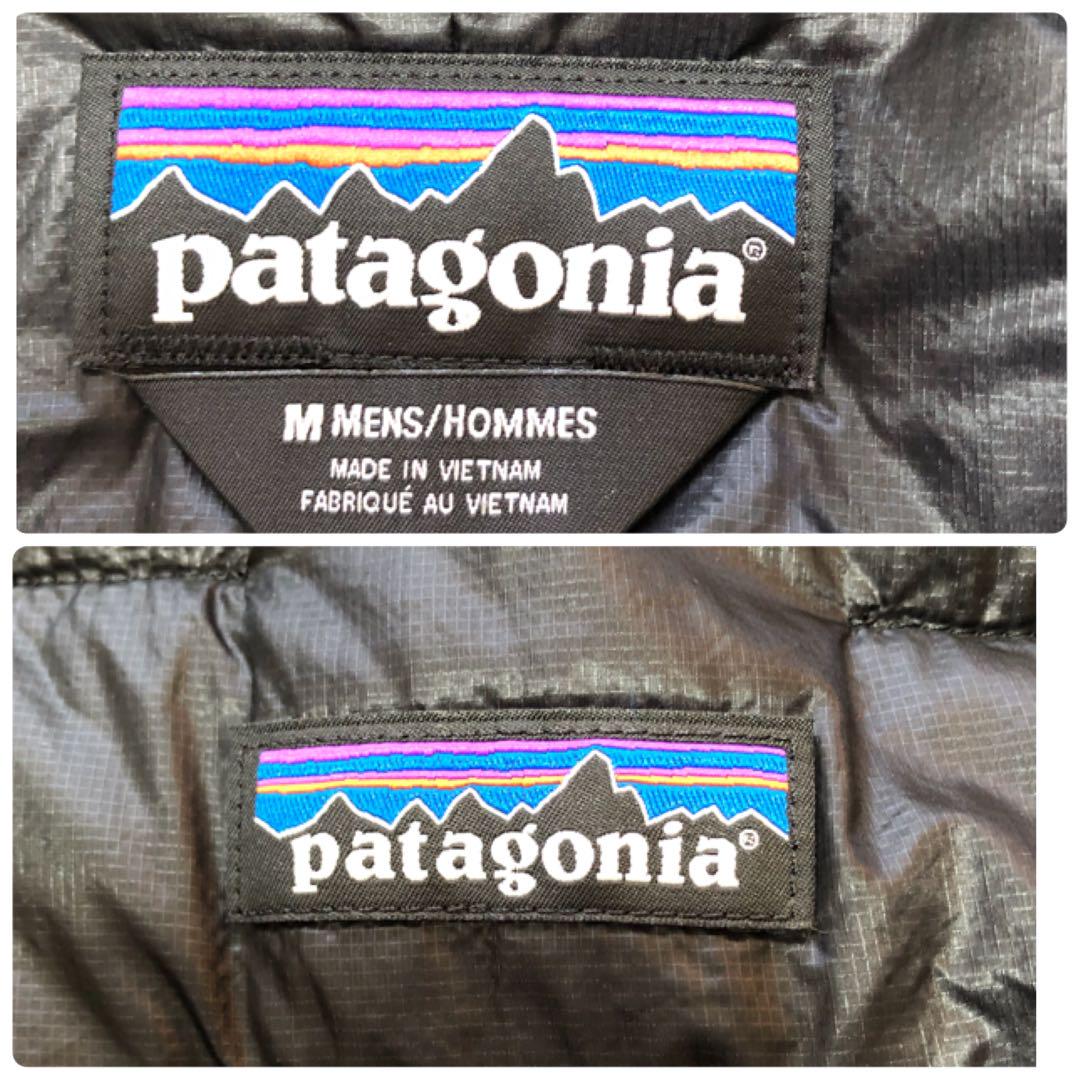 patagonia®
M MENS/HOMMES
MADE IN VIETNAM
FABRIQUÉ AU VIETNAM
patagonia®